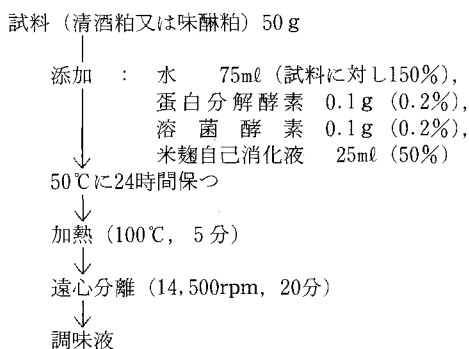 試料 (清酒粕又は味醂粕) 50g
添加 : 水 75mℓ (試料に対し150%),
蛋白分解酵素 0.1g (0.2%),
溶菌酵素 0.1g (0.2%),
米麹自己消化液 25mℓ (50%)
50℃に24時間保つ
加熱 (100℃, 5分)
遠心分離 (14,500rpm, 20分)
調味液